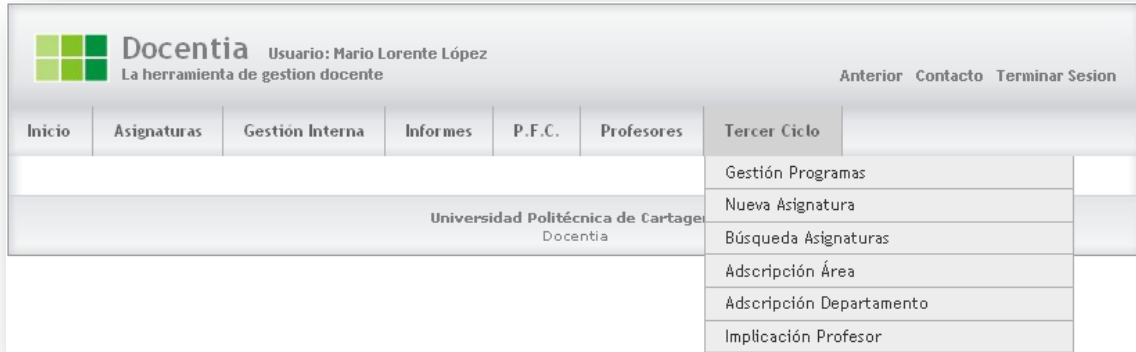 Docentia Usuario: Mario Lorente López
La herramienta de gestion docente
Anterior Contacto Terminar Sesion
Inicio Asignaturas Gestión Interna Informes P.F.C. Profesores Tercer Ciclo
Gestión Programas
Nueva Asignatura
Universidad Politécnica de
Docentia
Búsqueda Asignaturas
Adscripción Área
Adscripción Departamento
Implicación Profesor